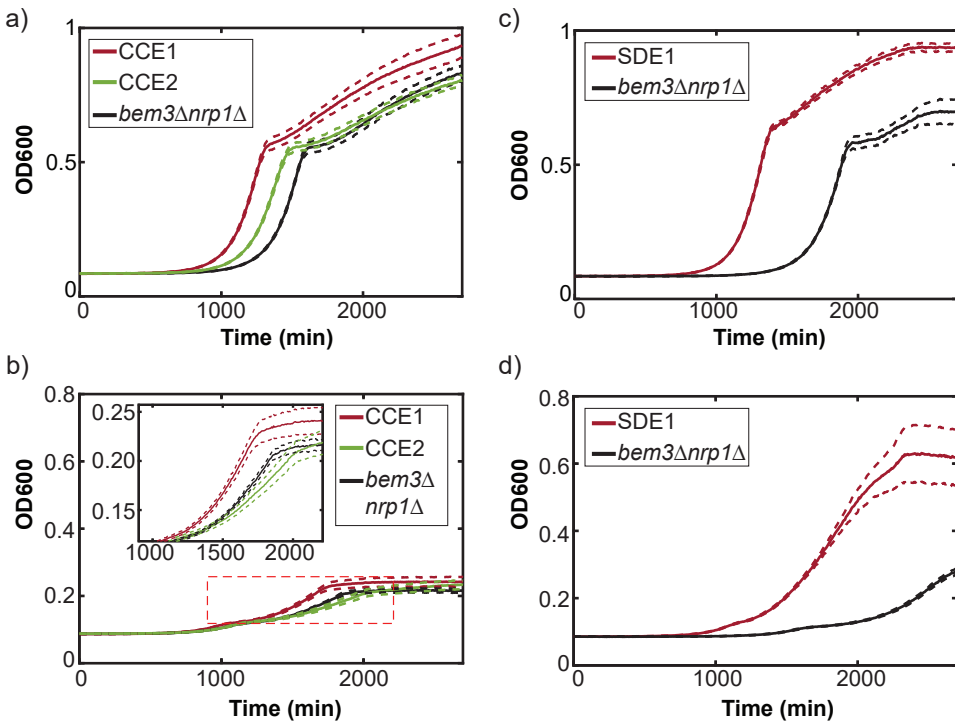 a)
1
CCE1
CCE2
bem3Δnrp1Δ
0.5
OD600
0
0 1000 2000
Time (min)
c)
1
SDE1
bem3Δnrp1Δ
0.5
OD600
0
0 1000 2000
Time (min)
b)
0.8
0.25
0.20
0.15
1000 1500 2000
CCE1
CCE2
bem3Δ
nrp1Δ
0.6
OD600
0.4
0.2
0
0 1000 2000
Time (min)
d)
0.8
SDE1
bem3Δnrp1Δ
0.6
OD600
0.4
0.2
0
0 1000 2000
Time (min)